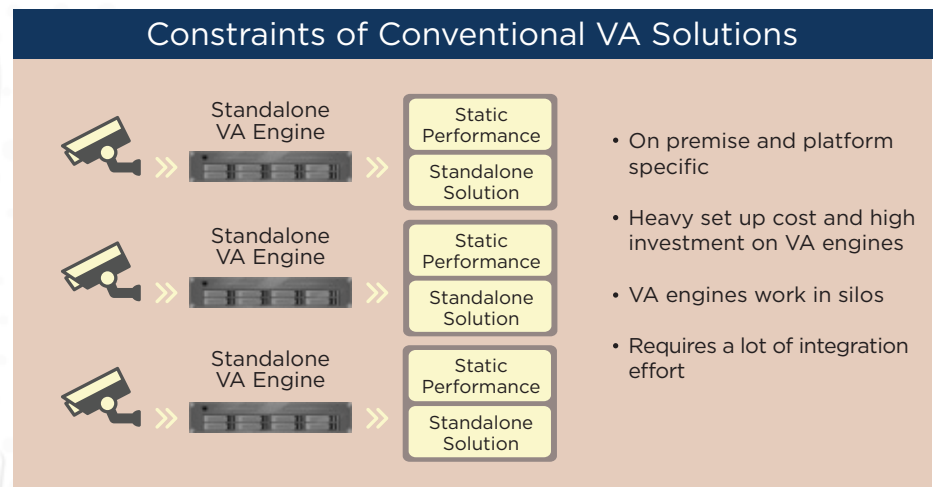 Constraints of Conventional VA Solutions
Standalone
VA Engine
Static
Performance
Standalone
Solution
Standalone
VA Engine
Static
Performance
Standalone
Solution
Standalone
VA Engine
Static
Performance
Standalone
Solution
• On premise and platform
specific
• Heavy set up cost and high
investment on VA engines
• VA engines work in silos
• Requires a lot of integration
effort